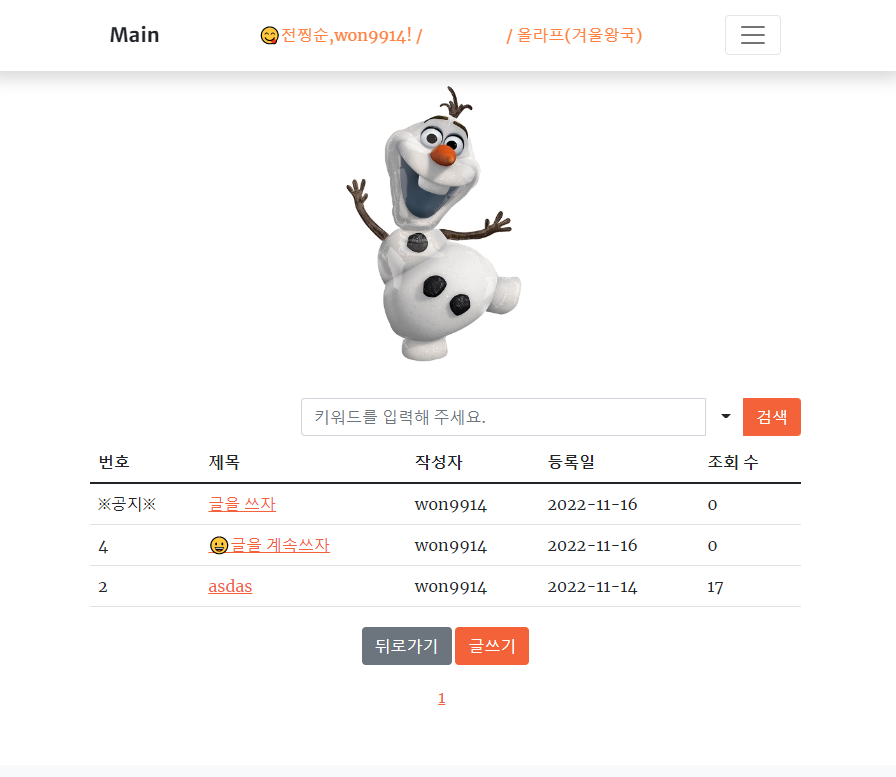 Main 😋전찡순,won9914! / / 올라프(겨울왕국)
키워드를 입력해 주세요. 검색
번호 제목 작성자 등록일 조회 수
※공지※ 글을 쓰자 won9914 2022-11-16 0
4 😀글을 계속쓰자 won9914 2022-11-16 0
2 asdas won9914 2022-11-14 17
뒤로가기 글쓰기
1